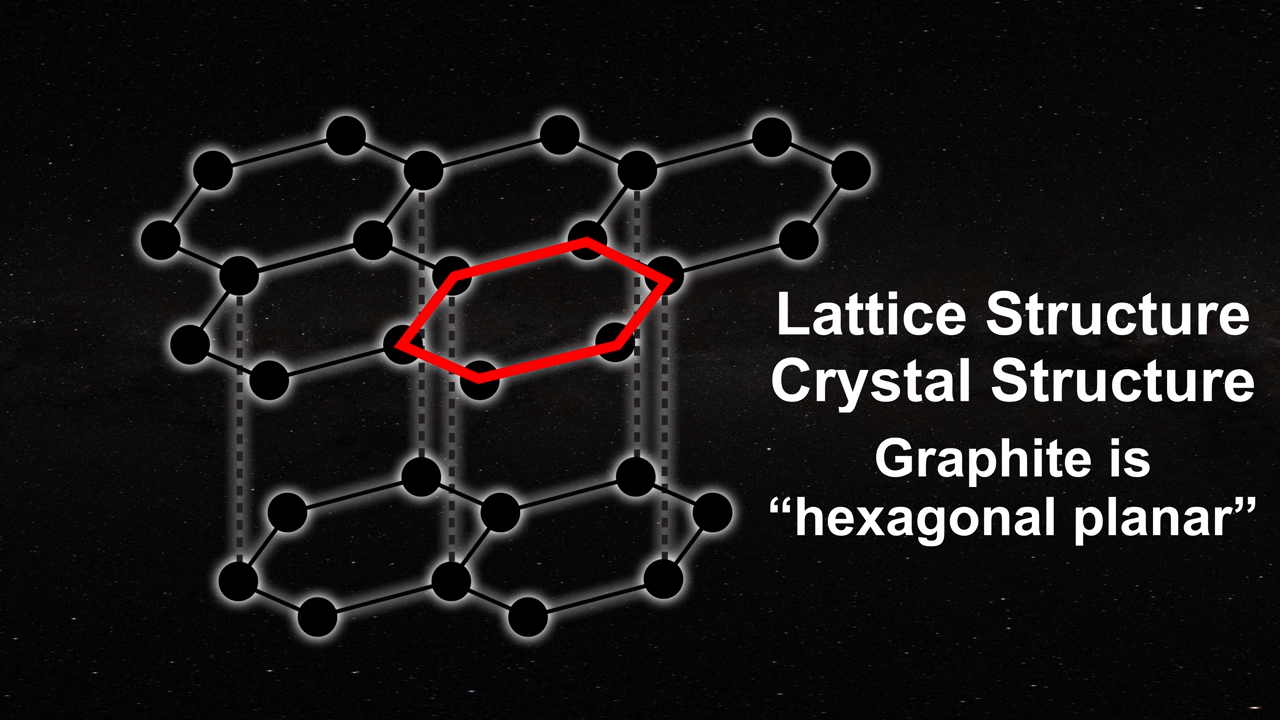 Lattice Structure
Crystal Structure
Graphite is
“hexagonal planar”